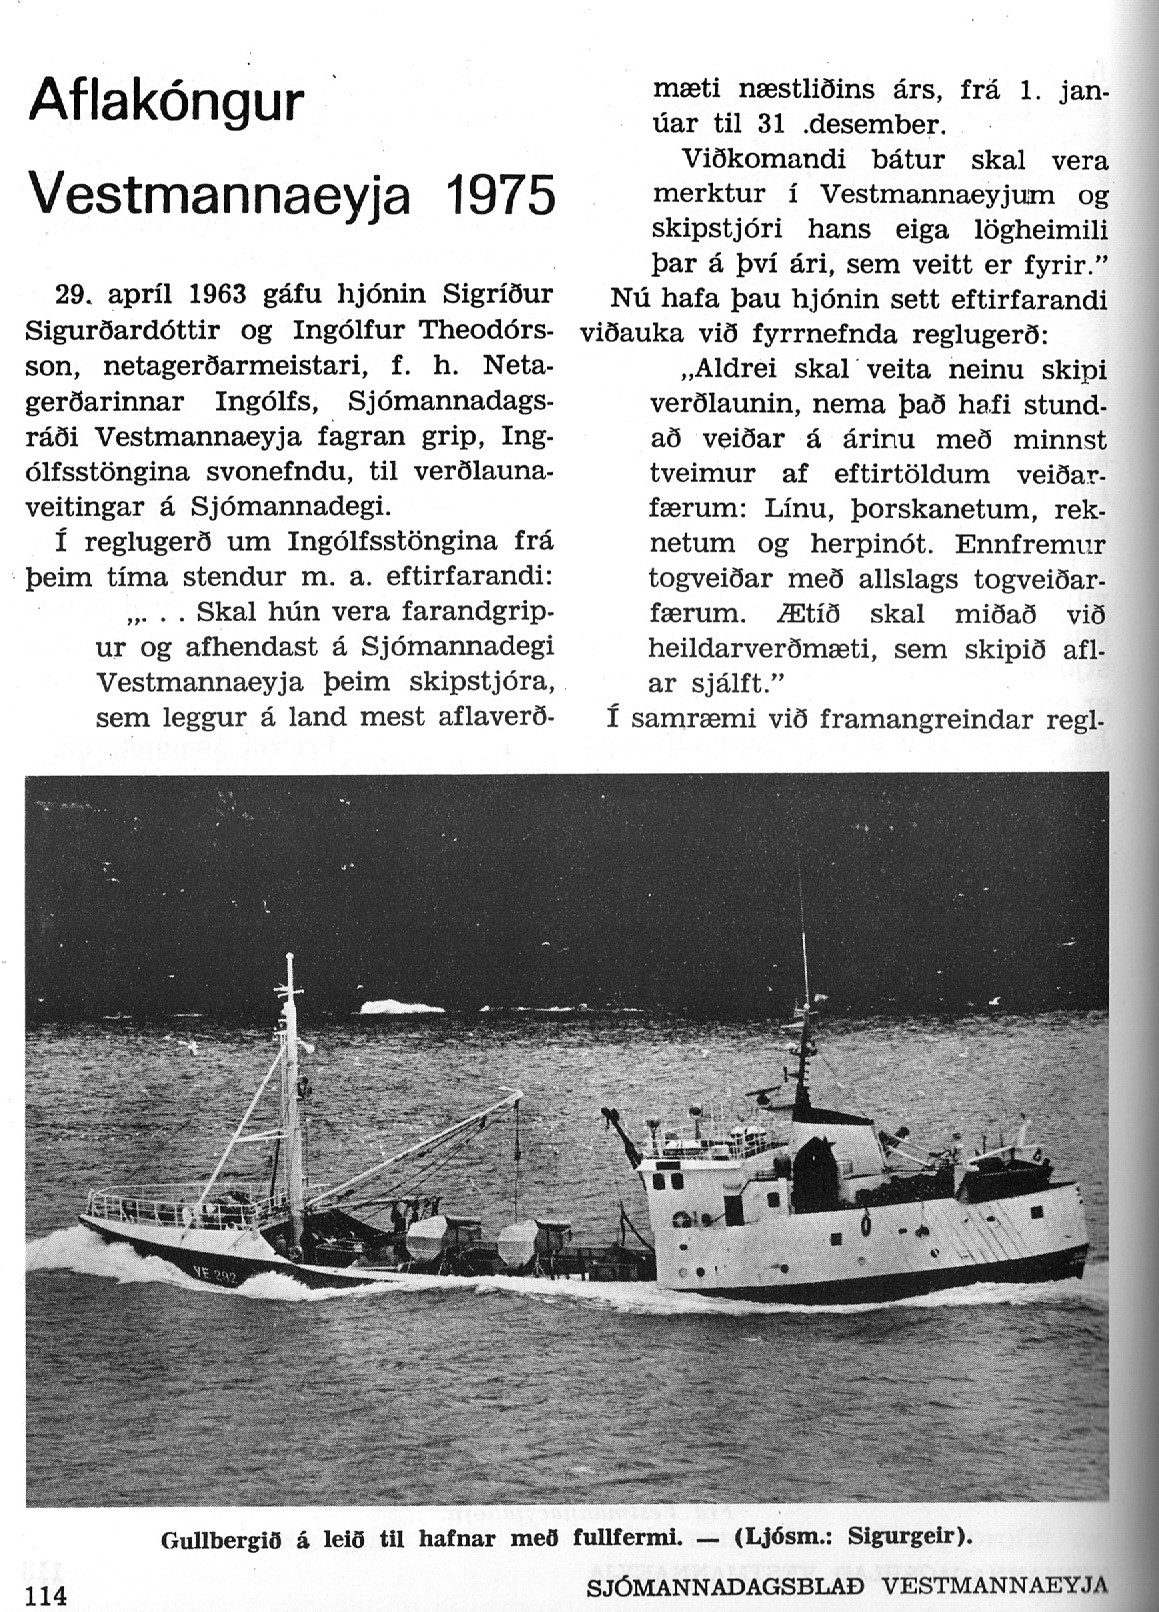 Aflakóngur
Vestmannaeyja 1975
29. apríl 1963 gáfu hjónin Sigríður
Sigurðardóttir og Ingólfur Theodórs-
son, netagerðarmeistari, f. h. Neta-
gerðarinnar Ingólfs, Sjómannadags-
ráði Vestmannaeyja fagran grip, Ing-
ólfsstöngina svonefndu, til verðlauna-
veitingar á Sjómannadegi.
Í reglugerð um Ingólfsstöngina frá
þeim tíma stendur m. a. eftirfarandi:
„. . . Skal hún vera farandgrip-
ur og afhendast á Sjómannadegi
Vestmannaeyja þeim skipstjóra,
sem leggur á land mest aflaverð-
mæti næstliðins árs, frá 1. jan-
úar til 31 .desember.
Viðkomandi bátur skal vera
merktur í Vestmannaeyjum og
skipstjóri hans eiga lögheimili
þar á því ári, sem veitt er fyrir.”
Nú hafa þau hjónin sett eftirfarandi
viðauka við fyrrnefnda reglugerð:
„Aldrei skal veita neinu skipi
verðlaunin, nema það hafi stund-
að veiðar á árinu með minnst
tveimur af eftirtöldum veiðar-
færum: Línu, þorskanetum, rek-
netum og herpinót. Ennfremur
togveiðar með allslags togveiðar-
færum. Ætíð skal miðað við
heildarverðmæti, sem skipið afl-
ar sjálft.”
Í samræmi við framangreindar regl-
VE 292
Gullbergið á leið til hafnar með fullfermi. — (Ljósm.: Sigurgeir).
114
SJÓMANNADAGSBLAÐ VESTMANNAEYJA